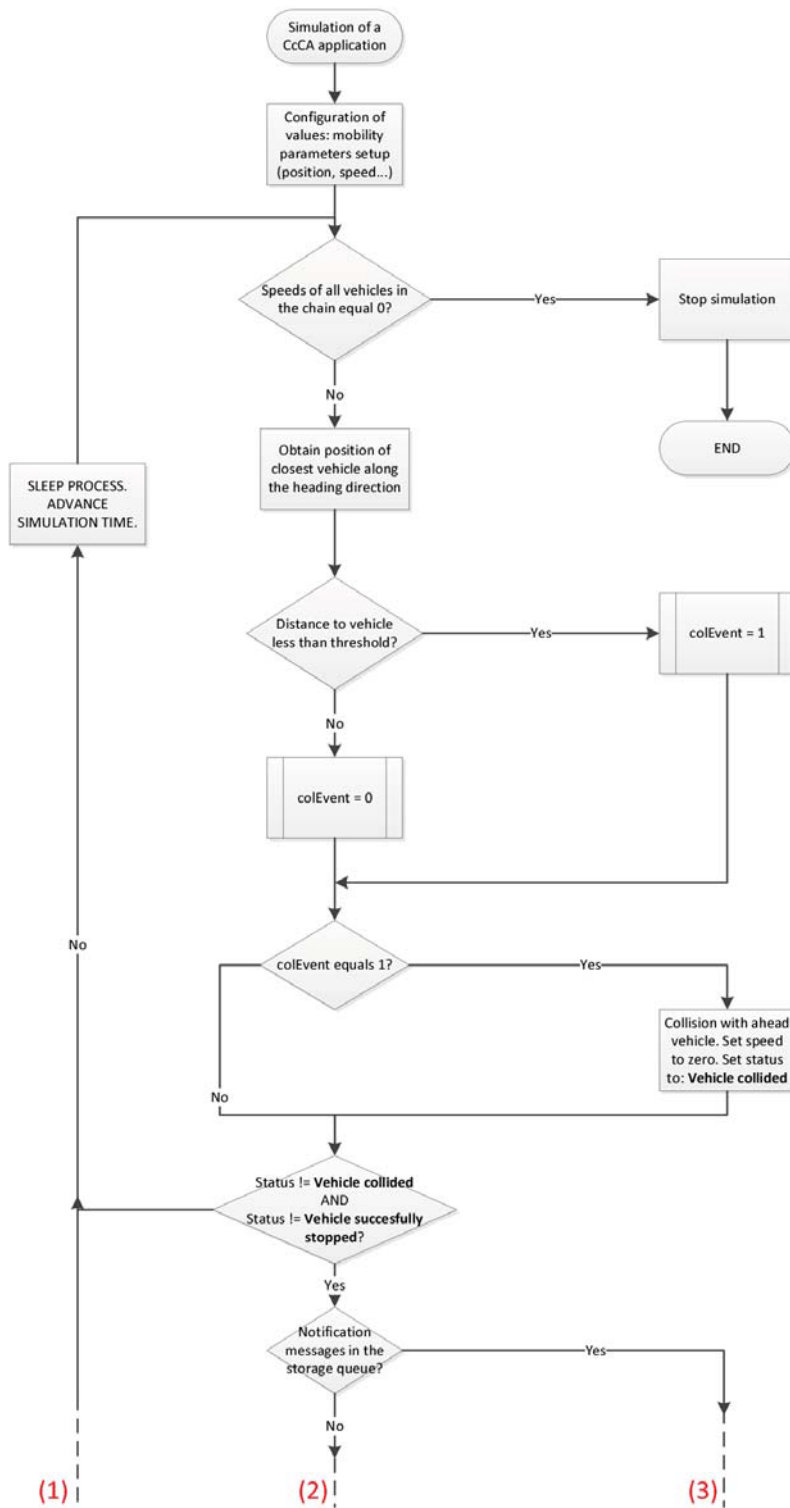 Simulation of a
CcCA application
Configuration of
values: mobility
parameters setup
(position, speed...)
Speeds of all vehicles in
the chain equal 0?
Yes
Stop simulation
No
END
Obtain position of
closest vehicle along
the heading direction
SLEEP PROCESS.
ADVANCE
SIMULATION TIME.
Distance to vehicle
less than threshold?
Yes
colEvent = 1
No
colEvent = 0
No
colEvent equals 1?
Yes
Collision with ahead
vehicle. Set speed
to zero. Set status
to: Vehicle collided
No
Status != Vehicle collided
AND
Status != Vehicle succesfully
stopped?
Yes
Notification
messages in the
storage queue?
Yes
No
(1)
(2)
(3)